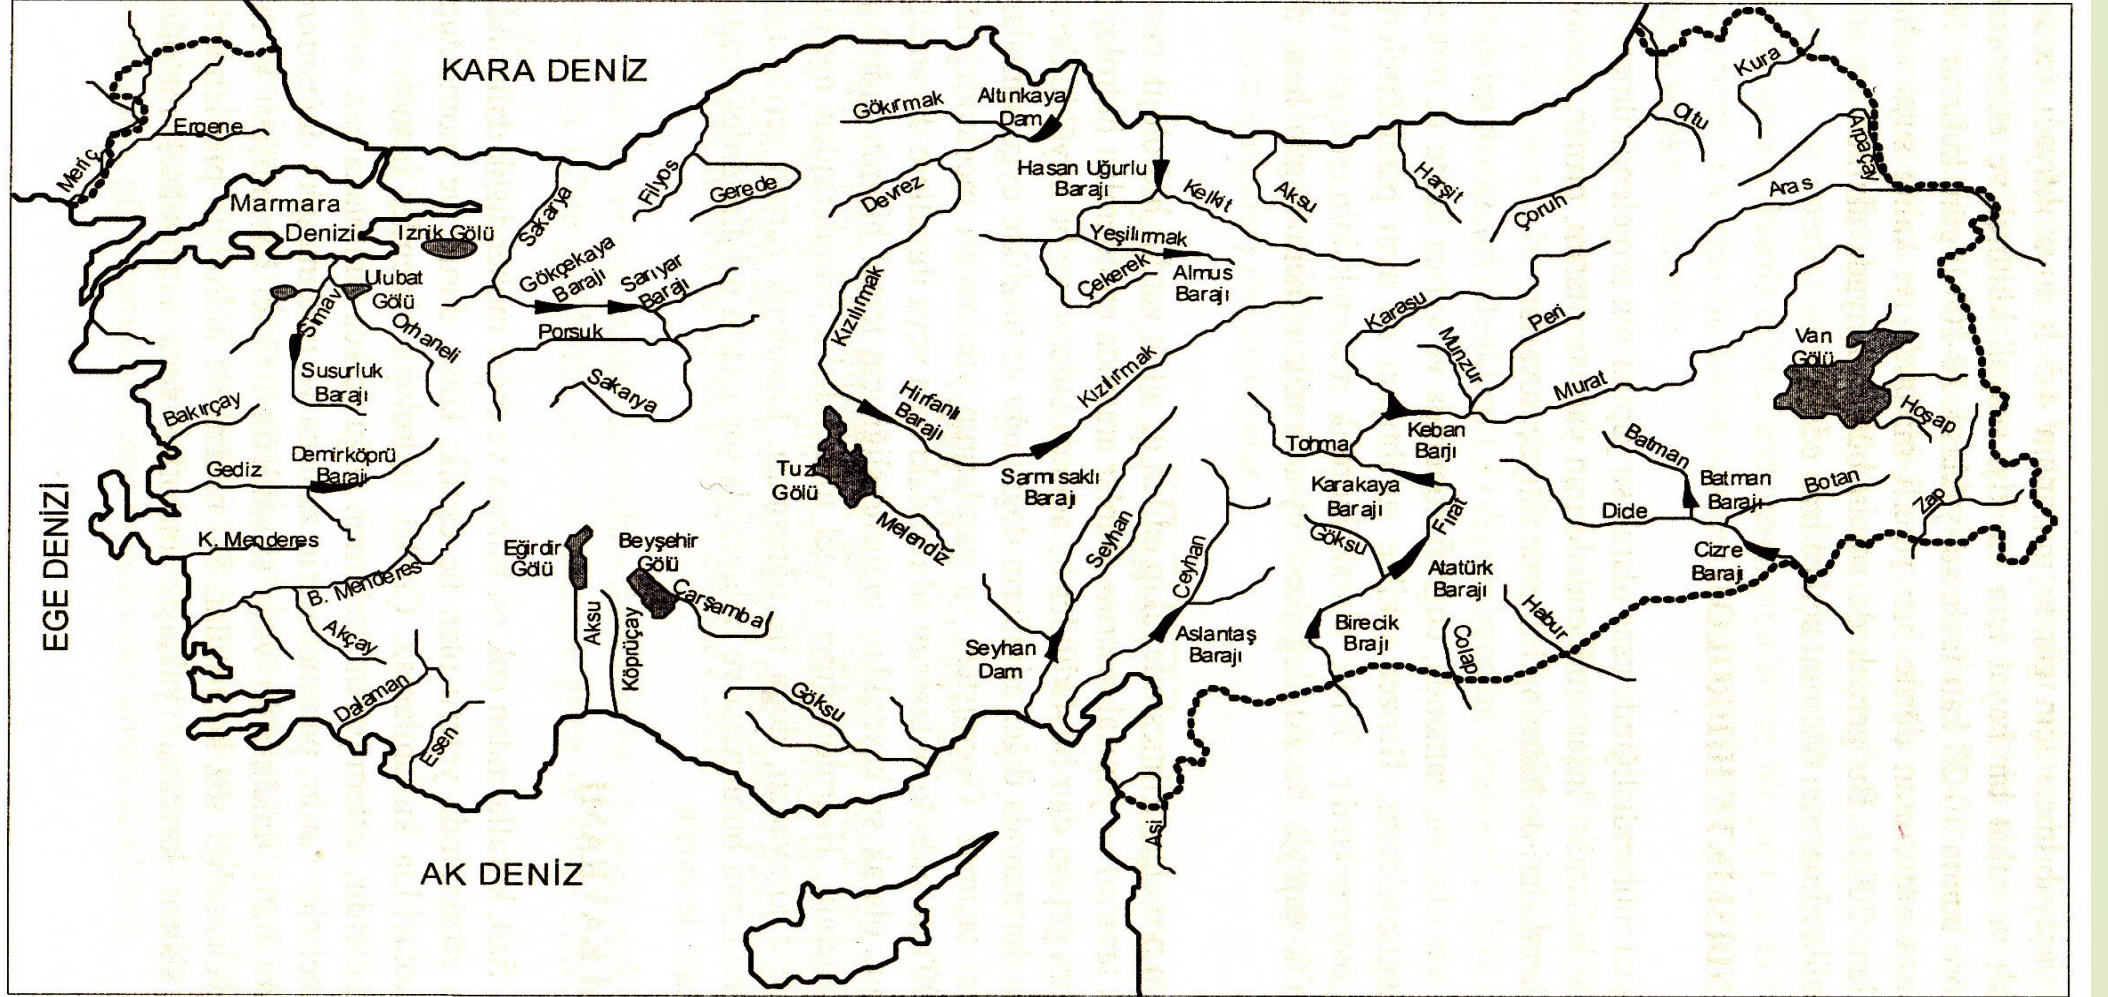 KARA DENİZ
Meriç
Ergene
Marmara
Denizi
Iznik Gölü
Ulubat
Gölü
Simav
Orhaneli
Susurluk
Barajı
Bakırçay
Gediz
Demirköprü
Barajı
K. Menderes
B. Menderes
Akçay
Dalaman
Esen
EGE DENİZİ
Sakarya
Filyos
Gerede
Gökçekaya
Barajı
Sarıyar
Barajı
Porsuk
Sakarya
Eğirdir
Gölü
Beyşehir
Gölü
Aksu
Köprüçay
Çarşamba
Göksu
Gökırmak
Altınkaya
Dam
Devrez
Kızılırmak
Hirfanlı
Barajı
Tuz
Gölü
Melendiz
Sarmısaklı
Barajı
Kızılırmak
Hasan Uğurlu
Barajı
Kelkit
Yeşilırmak
Çekerek
Almus
Barajı
Aksu
Harşit
Çoruh
Oltu
Kura
Arpaçay
Aras
Karasu
Munzur
Peri
Murat
Van
Gölü
Hoşap
Keban
Barjı
Tohma
Karakaya
Barajı
Fırat
Göksu
Atatürk
Barajı
Birecik
Brajı
Colap
Habur
Batman
Batman
Barajı
Botan
Dicle
Cizre
Barajı
Zap
Seyhan
Ceyhan
Seyhan
Dam
Aslantaş
Barajı
Asi
AK DENİZ